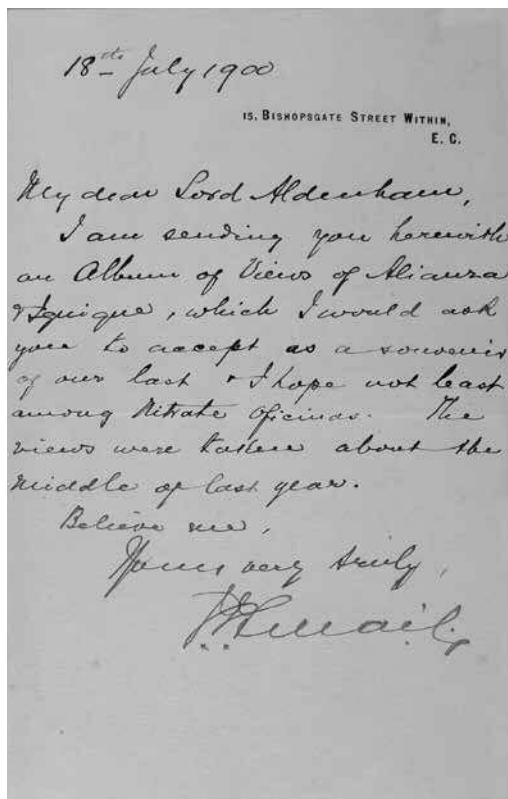 18th July 1900
15, BISHOPSGATE STREET WITHIN,
E. C.
My dear Lord Aldenham,
I am sending you herewith
an Album of Views of Alianza
& Iquique, which I would ask
you to accept as a souvenir
of our last & I hope not least
among Nitrate Oficinas. The
views were taken about the
middle of last year.
Believe me,
Yours very truly,